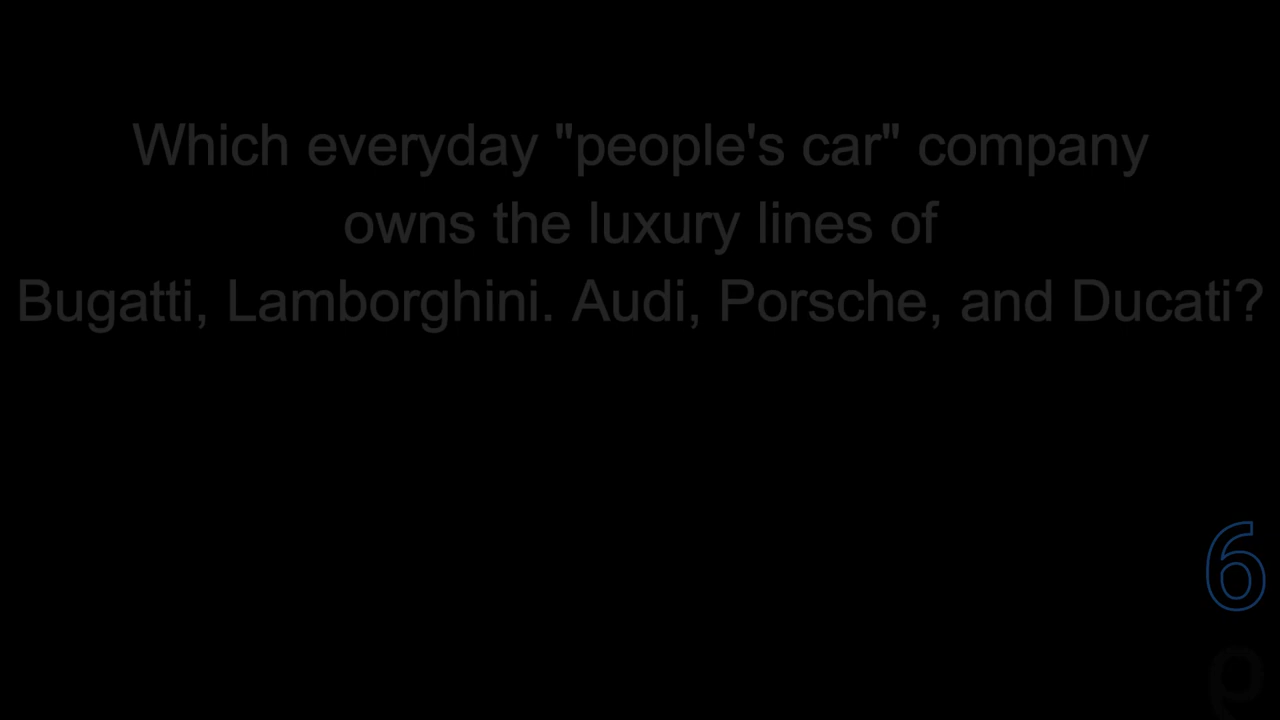 Which everyday "people's car" company
owns the luxury lines of
Bugatti, Lamborghini. Audi, Porsche, and Ducati?
6